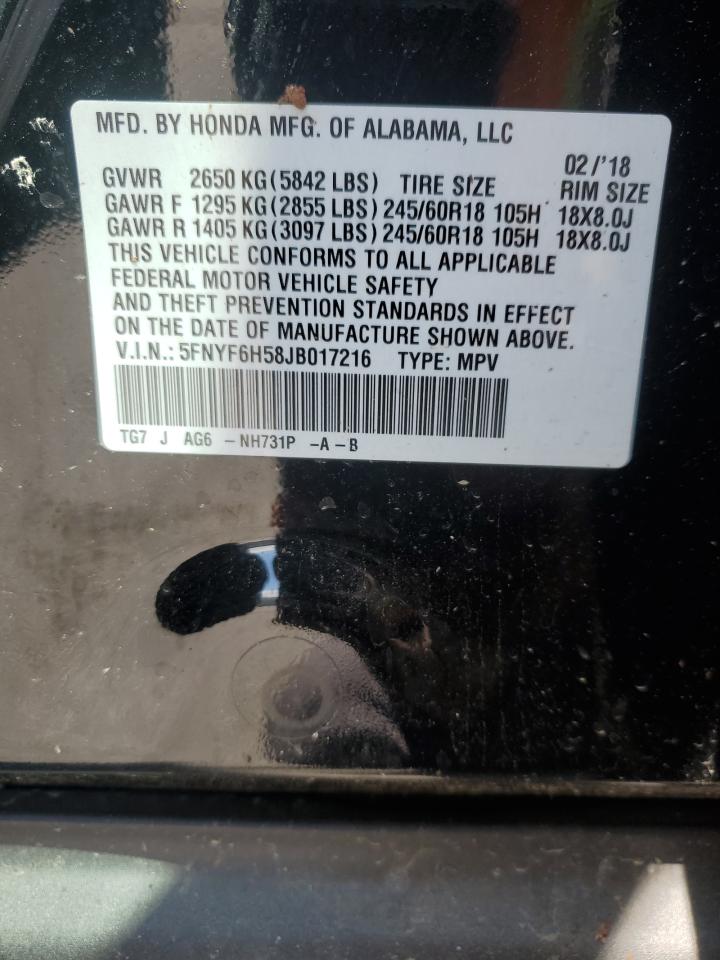 MFD. BY HONDA MFG. OF ALABAMA, LLC
02/'18
GVWR 2650 KG(5842 LBS) TIRE SIZE RIM SIZE
GAWR F 1295 KG(2855 LBS) 245/60R18 105H 18X8.0J
GAWR R 1405 KG(3097 LBS) 245/60R18 105H 18X8.0J
THIS VEHICLE CONFORMS TO ALL APPLICABLE
FEDERAL MOTOR VEHICLE SAFETY
AND THEFT PREVENTION STANDARDS IN EFFECT
ON THE DATE OF MANUFACTURE SHOWN ABOVE.
V.I.N.: 5FNYF6H58JB017216 TYPE: MPV
TG7 J AG6 -NH731P -A-B